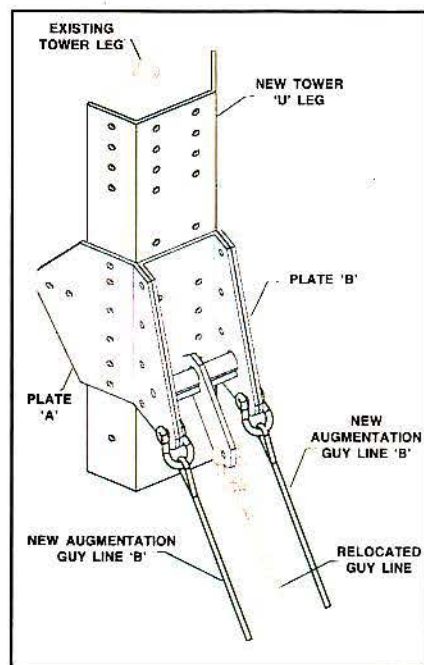 EXISTING
TOWER LEG
NEW TOWER
'U' LEG
PLATE 'B'
PLATE
'A'
NEW
AUGMENTATION
GUY LINE 'B'
NEW AUGMENTATION
GUY LINE 'B'
RELOCATED
GUY LINE